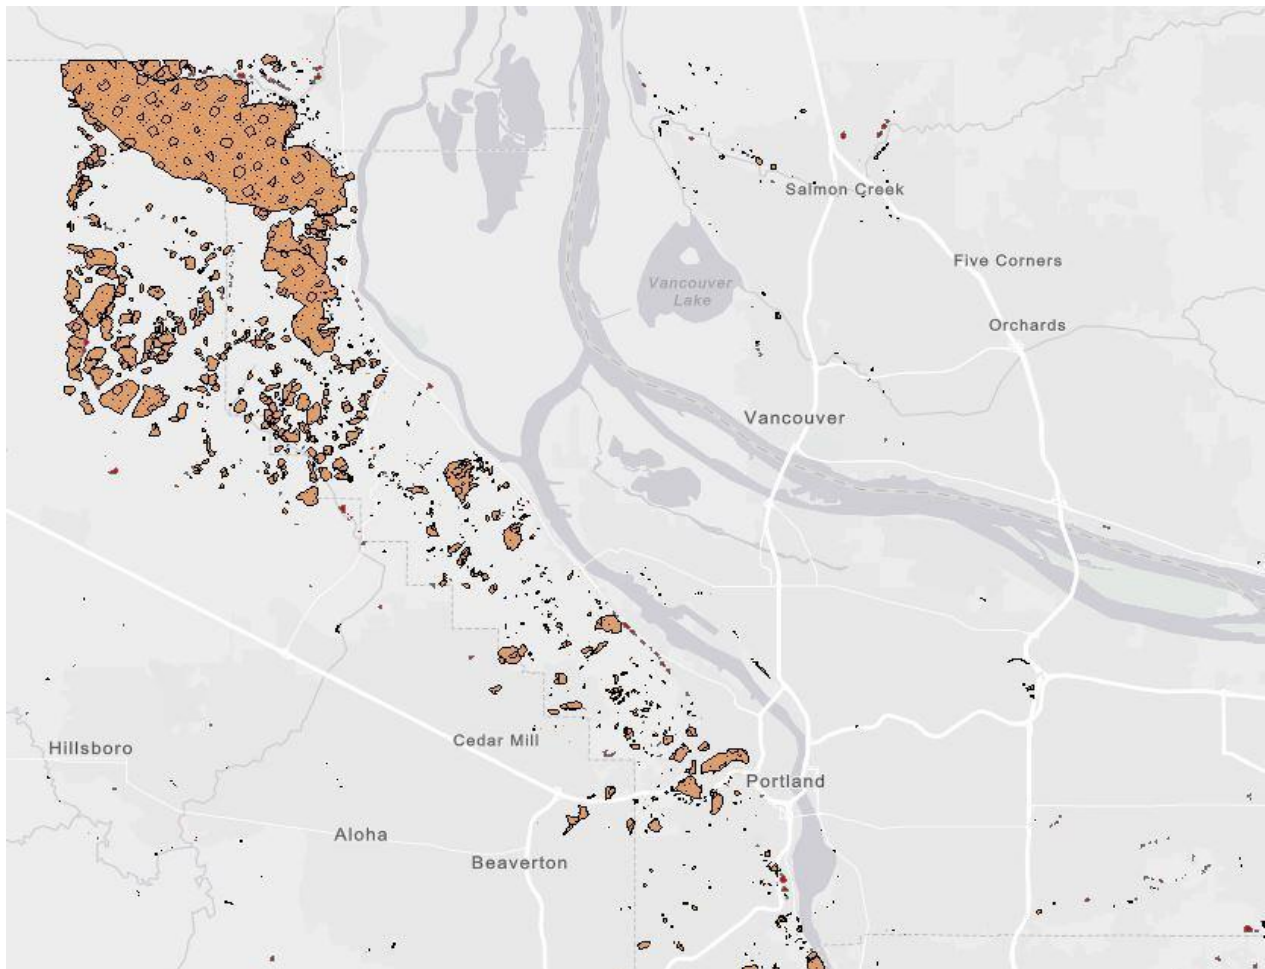 Salmon Creek
Five Corners
Vancouver
Lake
Orchards
Vancouver
Cedar Mill
Hillsboro
Portland
Aloha
Beaverton